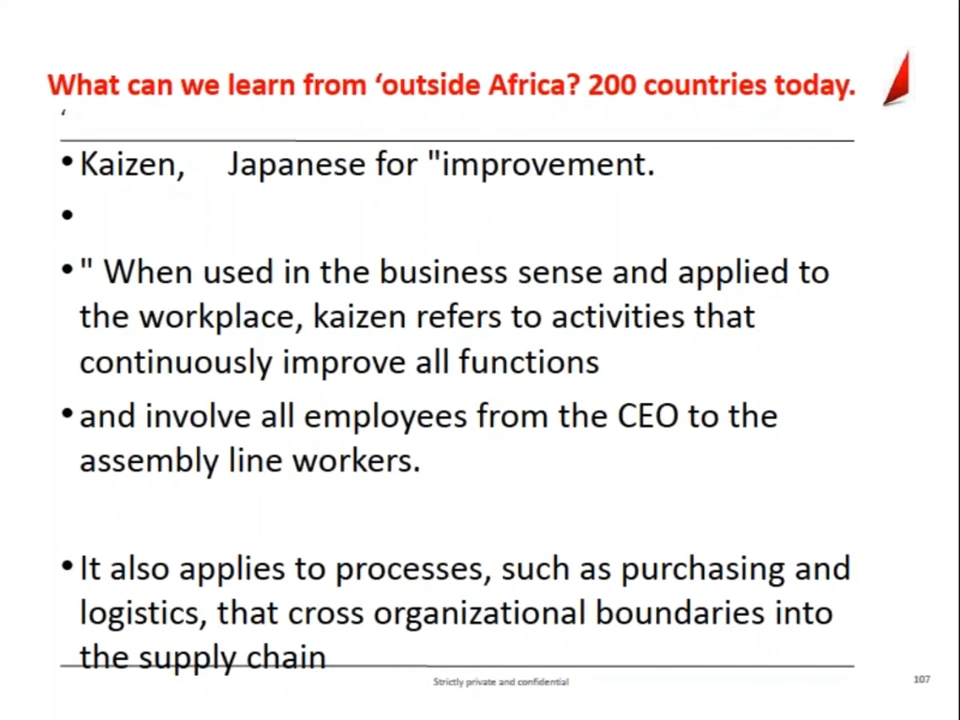 What can we learn from ‘outside Africa? 200 countries today.
‘
• Kaizen, Japanese for "improvement.
•
• " When used in the business sense and applied to
the workplace, kaizen refers to activities that
continuously improve all functions
• and involve all employees from the CEO to the
assembly line workers.
• It also applies to processes, such as purchasing and
logistics, that cross organizational boundaries into
the supply chain
Strictly private and confidential
107